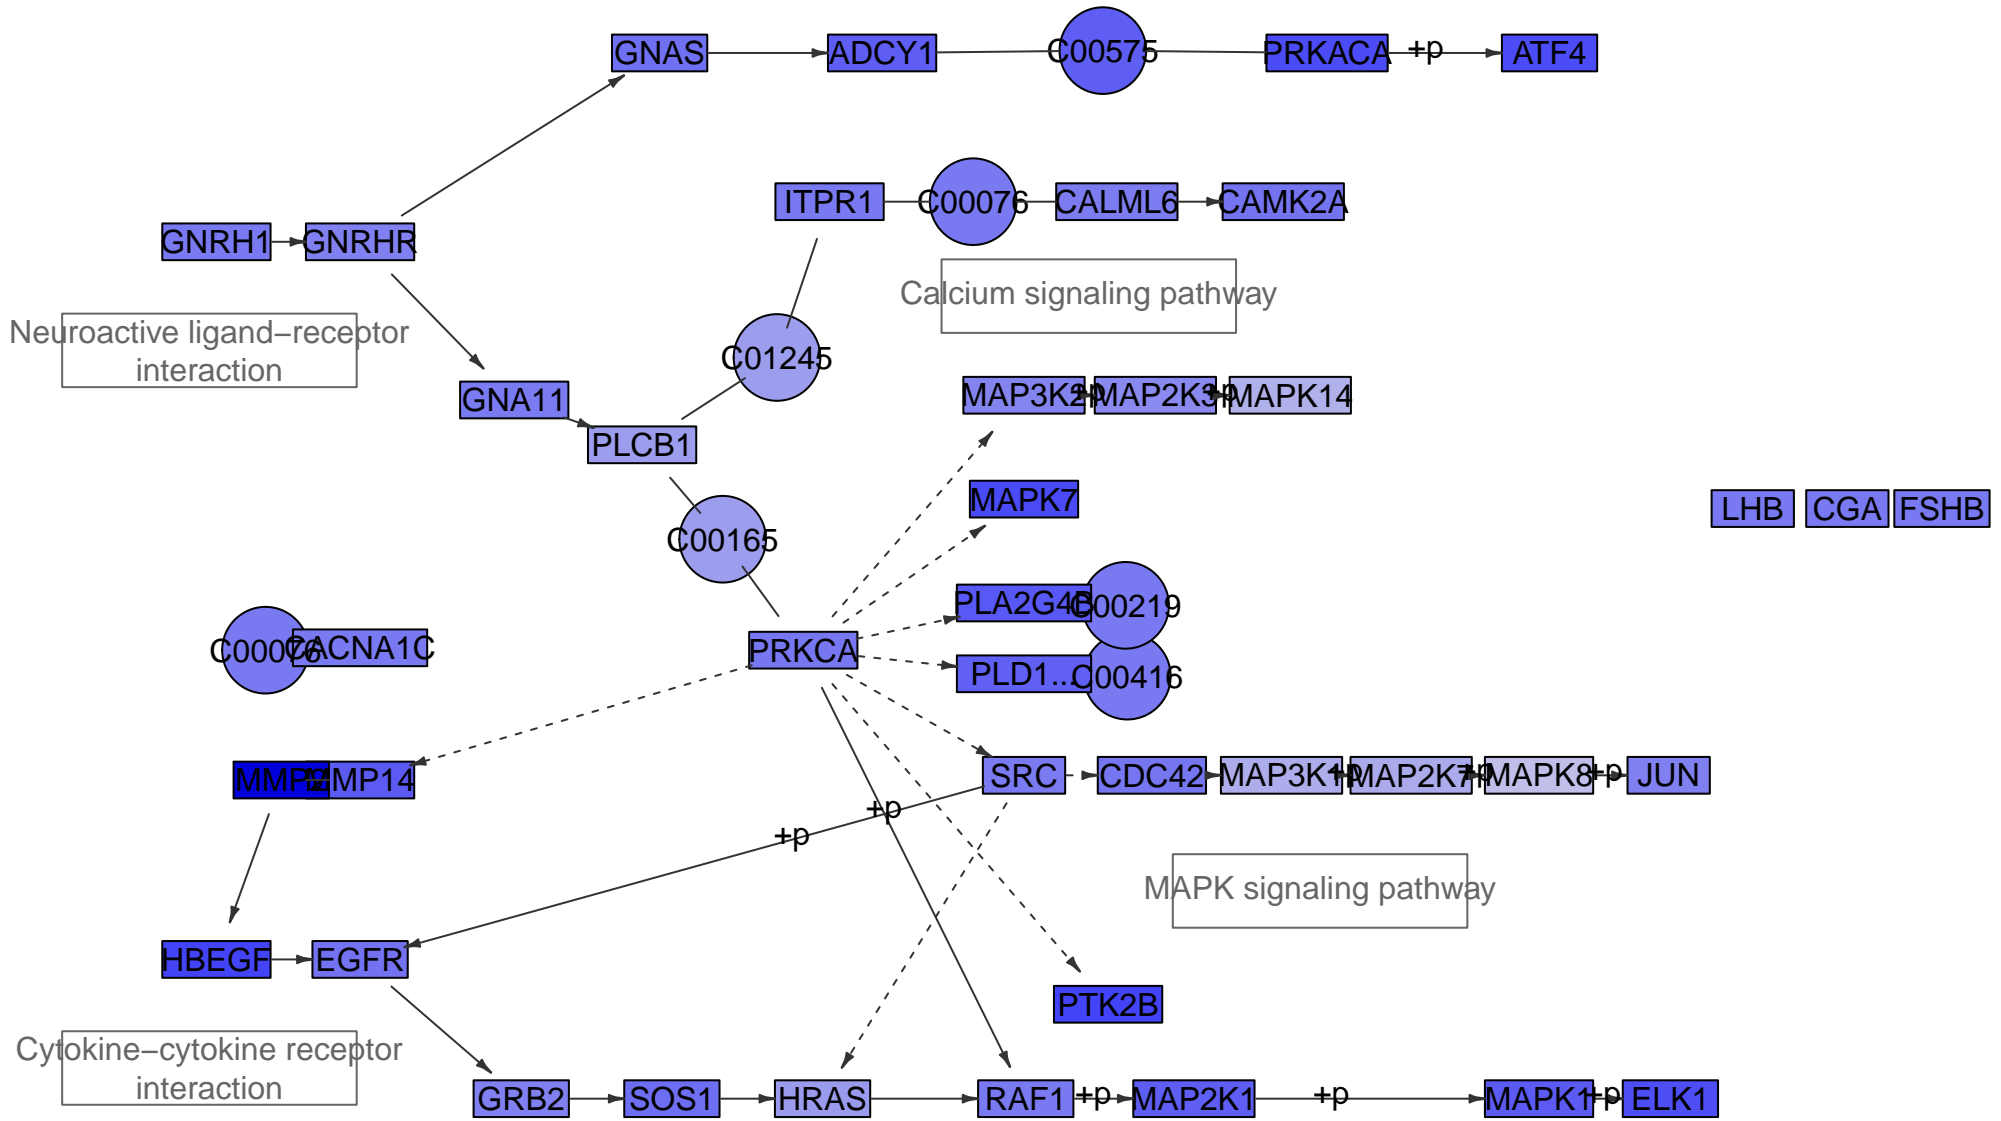 GNAS
ADCY1
C00575
PRKACA
+p
ATF4
ITPR1
C00076
CALML6
CAMK2A
GNRH1
GNRHR
Calcium signaling pathway
Neuroactive ligand–receptor
interaction
C01245
GNA11
PLCB1
MAP3K2
+p
MAP2K3
+p
MAPK14
MAPK7
LHB
CGA
FSHB
C00165
PLA2G4B
C00219
C00076
CACNA1C
PRKCA
PLD1...
C00416
MMP2
MMP14
SRC
CDC42
MAP3K1
+p
MAP2K7
+p
MAPK8
+p
JUN
+p
+p
MAPK signaling pathway
HBEGF
EGFR
PTK2B
Cytokine–cytokine receptor
interaction
GRB2
SOS1
HRAS
RAF1
+p
MAP2K1
+p
MAPK1
+p
ELK1